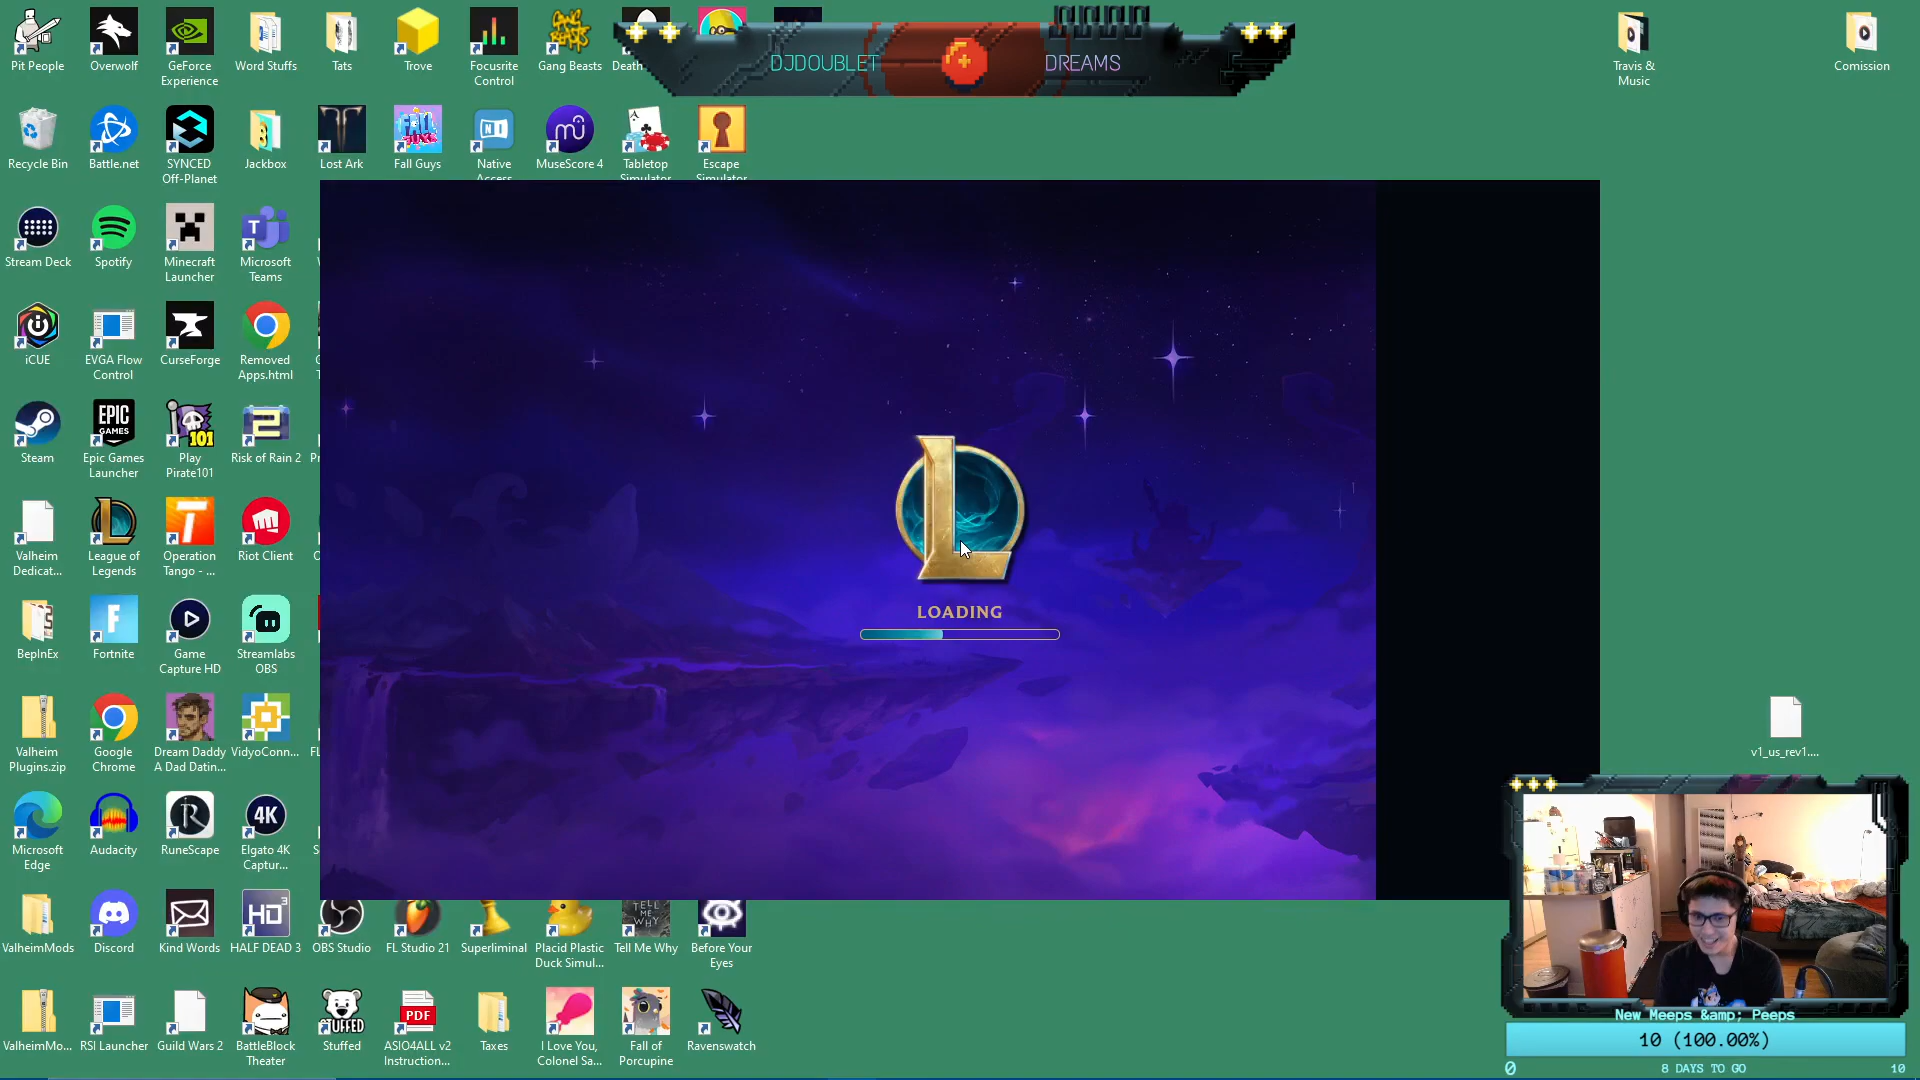 Pit People
Overwolf
GeForce
Experience
Word Stuffs
Tats
Trove
Focusrite
Control
Gang Beasts
Death
DJDOUBLET
DREAMS
Travis &
Music
Comission
Recycle Bin
Battle.net
SYNCED
Off-Planet
Jackbox
Lost Ark
Fall Guys
Native
Access
MuseScore 4
Tabletop
Simulator
Escape
Simulator
Stream Deck
Spotify
Minecraft
Launcher
Microsoft
Teams
iCUE
EVGA Flow
Control
CurseForge
Removed
Apps.html
Steam
Epic Games
Launcher
Play
Pirate101
Risk of Rain 2
Valheim
Dedicat...
League of
Legends
Operation
Tango - ...
Riot Client
LOADING
BepInEx
Fortnite
Game
Capture HD
Streamlabs
OBS
Valheim
Plugins.zip
Google
Chrome
Dream Daddy
A Dad Datin...
VidyoConn...
v1_us_rev1....
Microsoft
Edge
Audacity
RuneScape
Elgato 4K
Captur...
ValheimMods
Discord
Kind Words
HALF DEAD 3
OBS Studio
FL Studio 21
Superliminal
Placid Plastic
Duck Simul...
Tell Me Why
Before Your
Eyes
ValheimMo...
RSI Launcher
Guild Wars 2
BattleBlock
Theater
Stuffed
ASIO4ALL v2
Instruction...
Taxes
I Love You,
Colonel Sa...
Fall of
Porcupine
Ravenswatch
New Meeps &amp; Peeps
10 (100.00%)
0
8 DAYS TO GO
10